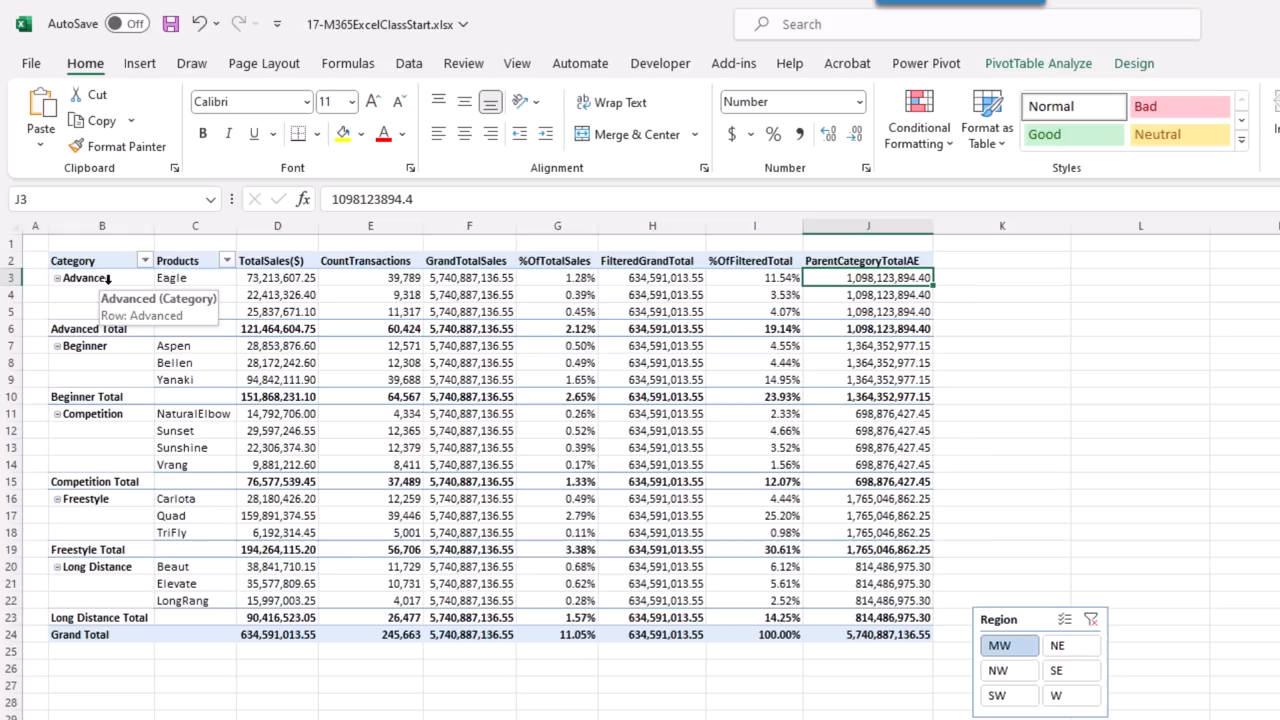 AutoSave Off 17-M365ExcelClassStart.xlsx Search
File Home Insert Draw Page Layout Formulas Data Review View Automate Developer Add-ins Help Acrobat Power Pivot PivotTable Analyze Design
Paste Cut Calibri 11 Wrap Text Number Conditional Formatting Format as Table Normal Bad
Copy B I U A Merge & Center $ % Good Neutral
Format Painter
Clipboard Font Alignment Number Styles
J3 fx 1098123894.4
A B C D E F G H I J K L
1
2 Category Products TotalSales($) CountTransactions GrandTotalSales %OfTotalSales FilteredGrandTotal %OfFilteredTotal ParentCategoryTotalAE
3 Advance Eagle 73,213,607.25 39,789 5,740,887,136.55 1.28% 634,591,013.55 11.54% 1,098,123,894.40
4 22,413,326.40 9,318 5,740,887,136.55 0.39% 634,591,013.55 3.53% 1,098,123,894.40
Advanced (Category)
Row: Advanced
5 25,837,671.10 11,317 5,740,887,136.55 0.45% 634,591,013.55 4.07% 1,098,123,894.40
6 Advanced Total 121,464,604.75 60,424 5,740,887,136.55 2.12% 634,591,013.55 19.14% 1,098,123,894.40
7 Beginner Aspen 28,853,876.60 12,571 5,740,887,136.55 0.50% 634,591,013.55 4.55% 1,364,352,977.15
8 Bellen 28,172,242.60 12,308 5,740,887,136.55 0.49% 634,591,013.55 4.44% 1,364,352,977.15
9 Yanaki 94,842,111.90 39,688 5,740,887,136.55 1.65% 634,591,013.55 14.95% 1,364,352,977.15
10 Beginner Total 151,868,231.10 64,567 5,740,887,136.55 2.65% 634,591,013.55 23.93% 1,364,352,977.15
11 Competition NaturalElbow 14,792,706.00 4,334 5,740,887,136.55 0.26% 634,591,013.55 2.33% 698,876,427.45
12 Sunset 29,597,246.55 12,365 5,740,887,136.55 0.52% 634,591,013.55 4.66% 698,876,427.45
13 Sunshine 22,306,374.30 12,379 5,740,887,136.55 0.39% 634,591,013.55 3.52% 698,876,427.45
14 Vrang 9,881,212.60 8,411 5,740,887,136.55 0.17% 634,591,013.55 1.56% 698,876,427.45
15 Competition Total 76,577,539.45 37,489 5,740,887,136.55 1.33% 634,591,013.55 12.07% 698,876,427.45
16 Freestyle Carlota 28,180,426.20 12,259 5,740,887,136.55 0.49% 634,591,013.55 4.44% 1,765,046,862.25
17 Quad 159,891,374.55 39,446 5,740,887,136.55 2.79% 634,591,013.55 25.20% 1,765,046,862.25
18 TriFly 6,192,314.45 5,001 5,740,887,136.55 0.11% 634,591,013.55 0.98% 1,765,046,862.25
19 Freestyle Total 194,264,115.20 56,706 5,740,887,136.55 3.38% 634,591,013.55 30.61% 1,765,046,862.25
20 Long Distance Beaut 38,841,710.15 11,729 5,740,887,136.55 0.68% 634,591,013.55 6.12% 814,486,975.30
21 Elevate 35,577,809.65 10,731 5,740,887,136.55 0.62% 634,591,013.55 5.61% 814,486,975.30
22 LongRang 15,997,003.25 4,017 5,740,887,136.55 0.28% 634,591,013.55 2.52% 814,486,975.30
23 Long Distance Total 90,416,523.05 26,477 5,740,887,136.55 1.57% 634,591,013.55 14.25% 814,486,975.30
24 Grand Total 634,591,013.55 245,663 5,740,887,136.55 11.05% 634,591,013.55 100.00% 5,740,887,136.55
25
26
27
28
Region
MW NE
NW SE
SW W